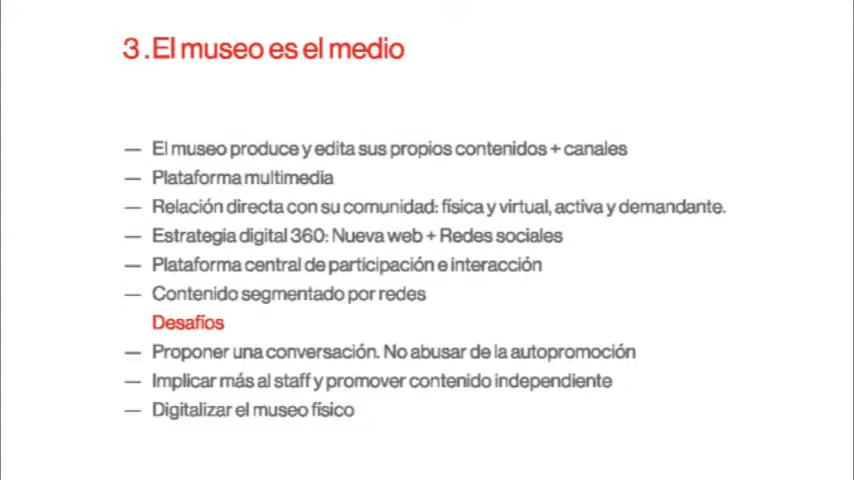 3.El museo es el medio
— El museo produce y edita sus propios contenidos + canales
— Plataforma multimedia
— Relación directa con su comunidad: física y virtual, activa y demandante.
— Estrategia digital 360: Nueva web + Redes sociales
— Plataforma central de participación e interacción
— Contenido segmentado por redes
Desafíos
— Proponer una conversación. No abusar de la autopromoción
— Implicar más al staff y promover contenido independiente
— Digitalizar el museo físico